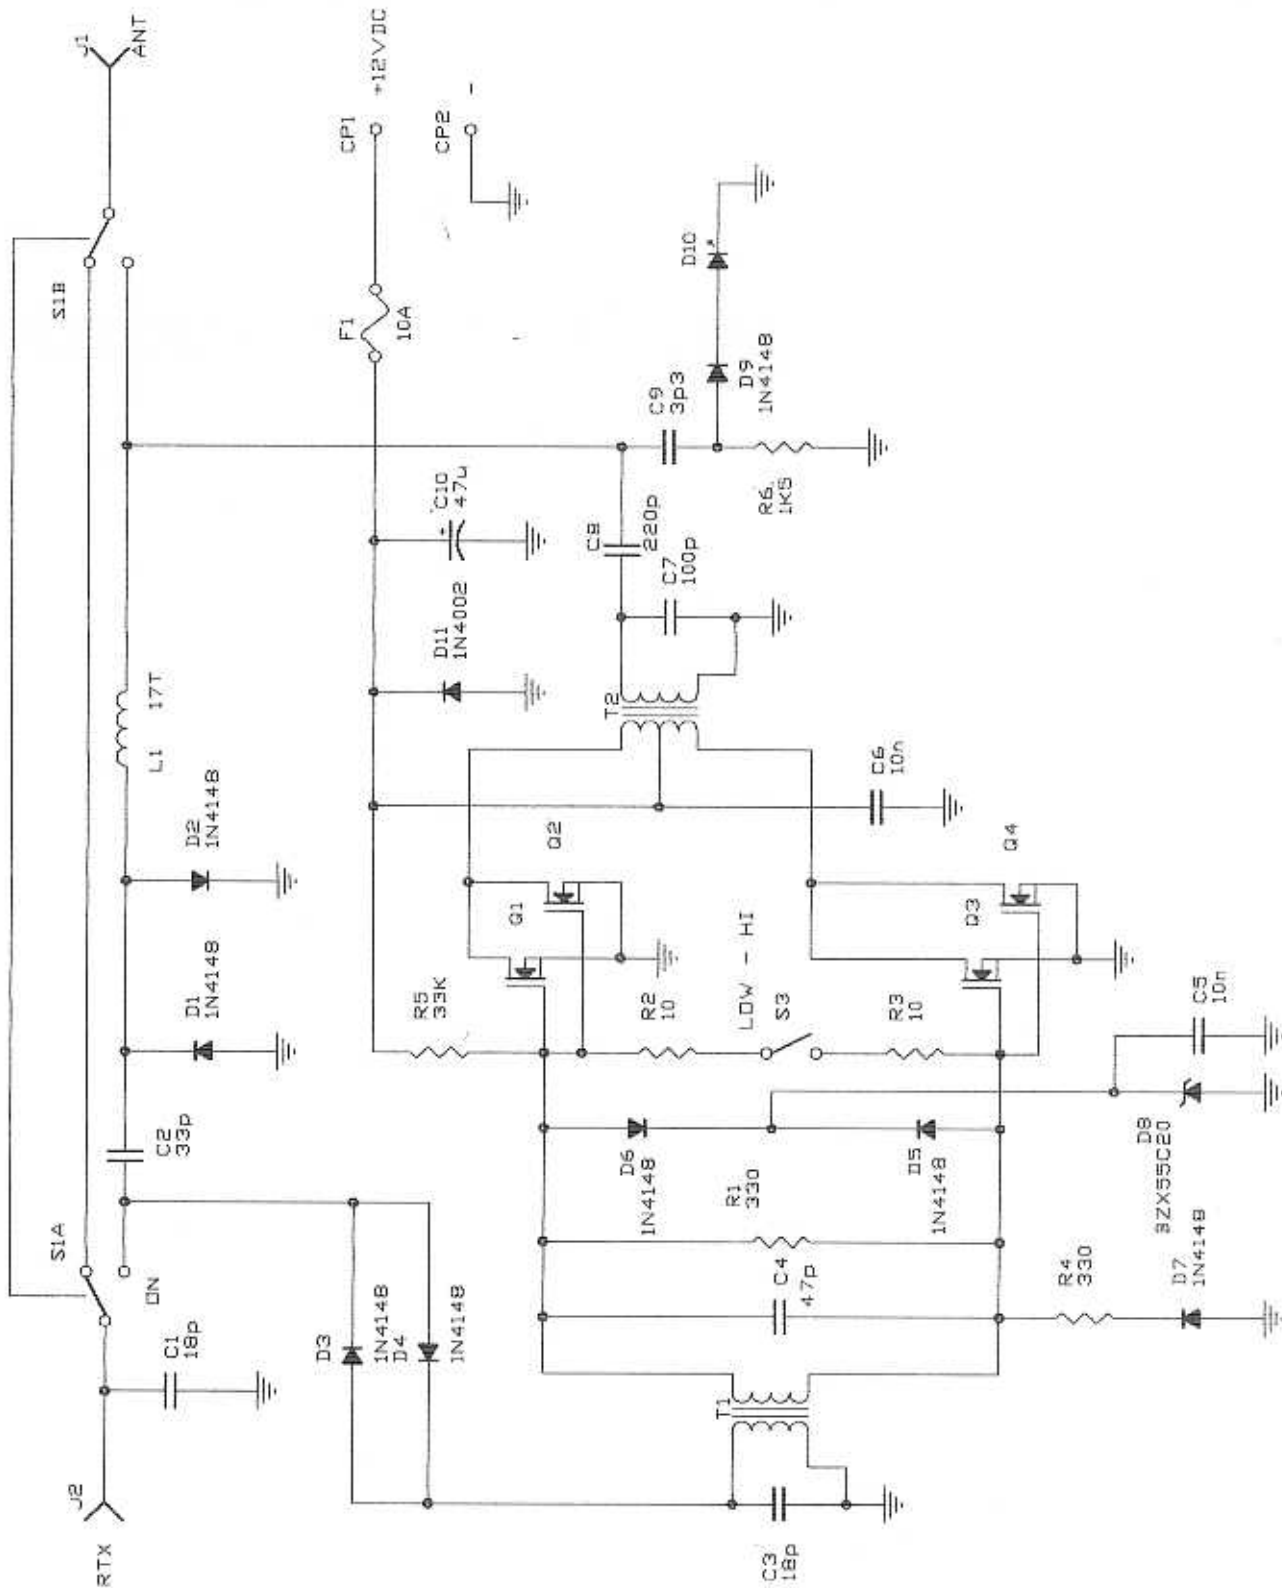 RTX
J2
C1
18p
S1A
ON
C2
33p
D1
1N4148
D2
1N4148
L1 17T
S1B
J1
ANT
D3
1N4148
D4
1N4148
R5
33K
D11
1N4002
C10
47u
+
F1
10A
CP1
+12VDC
CP2
-
C3
18p
T1
C4
47p
R1
330
D6
1N4148
D5
1N4148
R2
10
LOW - HI
S3
R3
10
Q1
Q2
Q3
Q4
T2
C6
10n
C7
100p
C8
220p
C9
3p3
R6
1K5
D9
1N4148
D10
*
R4
330
D7
1N4148
D8
BZX55C20
C5
10n